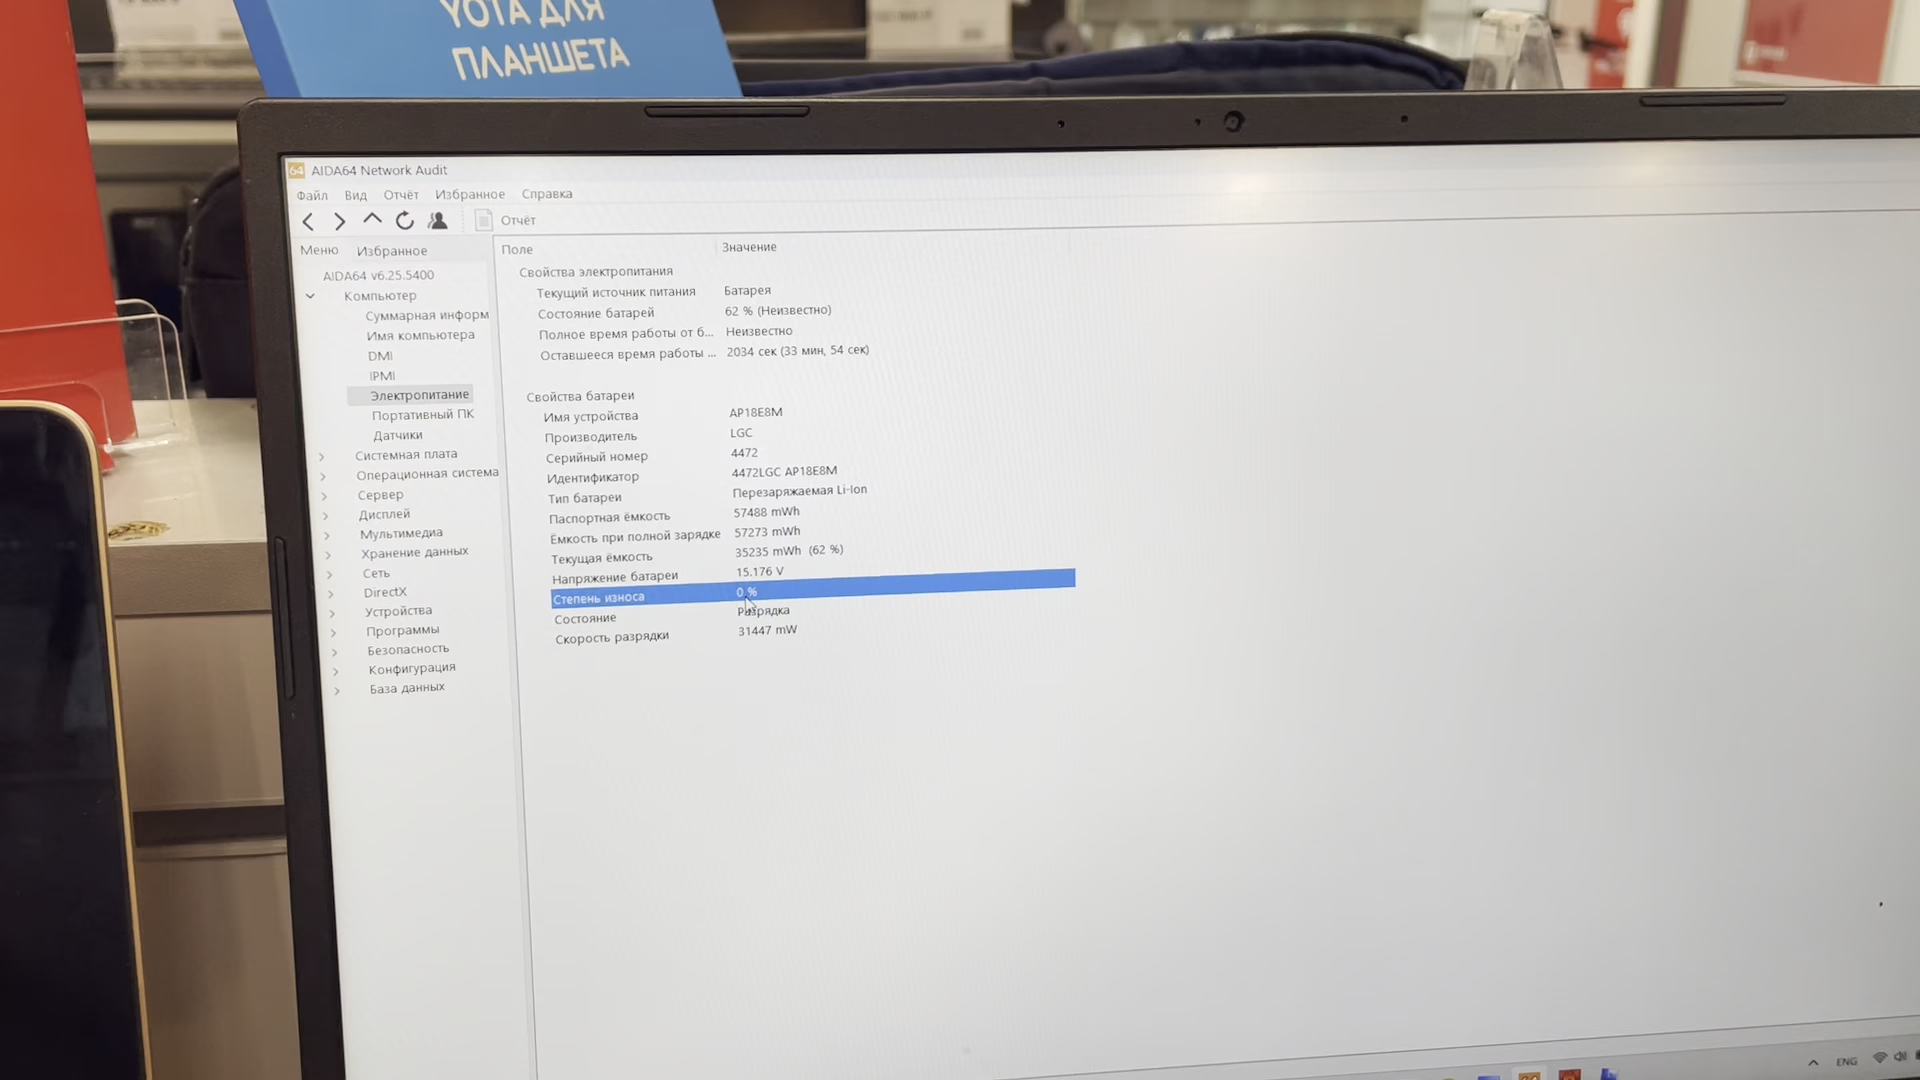 YOTA ДЛЯ
ПЛАНШЕТА
64 AIDA64 Network Audit
Файл Вид Отчёт Избранное Справка
Отчёт
Меню Избранное
Поле Значение
AIDA64 v6.25.5400
Компьютер
Суммарная информ
Имя компьютера
DMI
IPMI
Электропитание
Портативный ПК
Датчики
Системная плата
Операционная система
Сервер
Дисплей
Мультимедиа
Хранение данных
Сеть
DirectX
Устройства
Программы
Безопасность
Конфигурация
База данных
Свойства электропитания
Текущий источник питания Батарея
Состояние батарей 62 % (Неизвестно)
Полное время работы от б... Неизвестно
Оставшееся время работы ... 2034 сек (33 мин, 54 сек)
Свойства батареи
Имя устройства AP18E8M
Производитель LGC
Серийный номер 4472
Идентификатор 4472LGC AP18E8M
Тип батареи Перезаряжаемая Li-Ion
Паспортная ёмкость 57488 mWh
Ёмкость при полной зарядке 57273 mWh
Текущая ёмкость 35235 mWh (62 %)
Напряжение батареи 15.176 V
Степень износа 0 %
Состояние Разрядка
Скорость разрядки 31447 mW
ENG